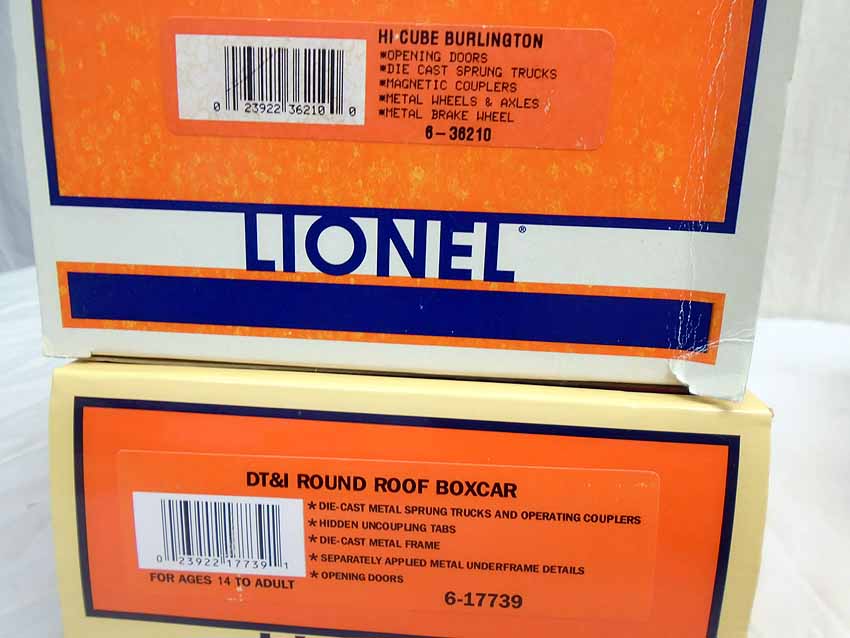 HI CUBE BURLINGTON
*OPENING DOORS
*DIE CAST SPRUNG TRUCKS
*MAGNETIC COUPLERS
*METAL WHEELS & AXLES
*METAL BRAKE WHEEL
6-36210
0 23922 36210 0
LIONEL®
DT&I ROUND ROOF BOXCAR
*DIE-CAST METAL SPRUNG TRUCKS AND OPERATING COUPLERS
*HIDDEN UNCOUPLING TABS
*DIE-CAST METAL FRAME
*SEPARATELY APPLIED METAL UNDERFRAME DETAILS
*OPENING DOORS
0 23922 17739 1
FOR AGES 14 TO ADULT
6-17739